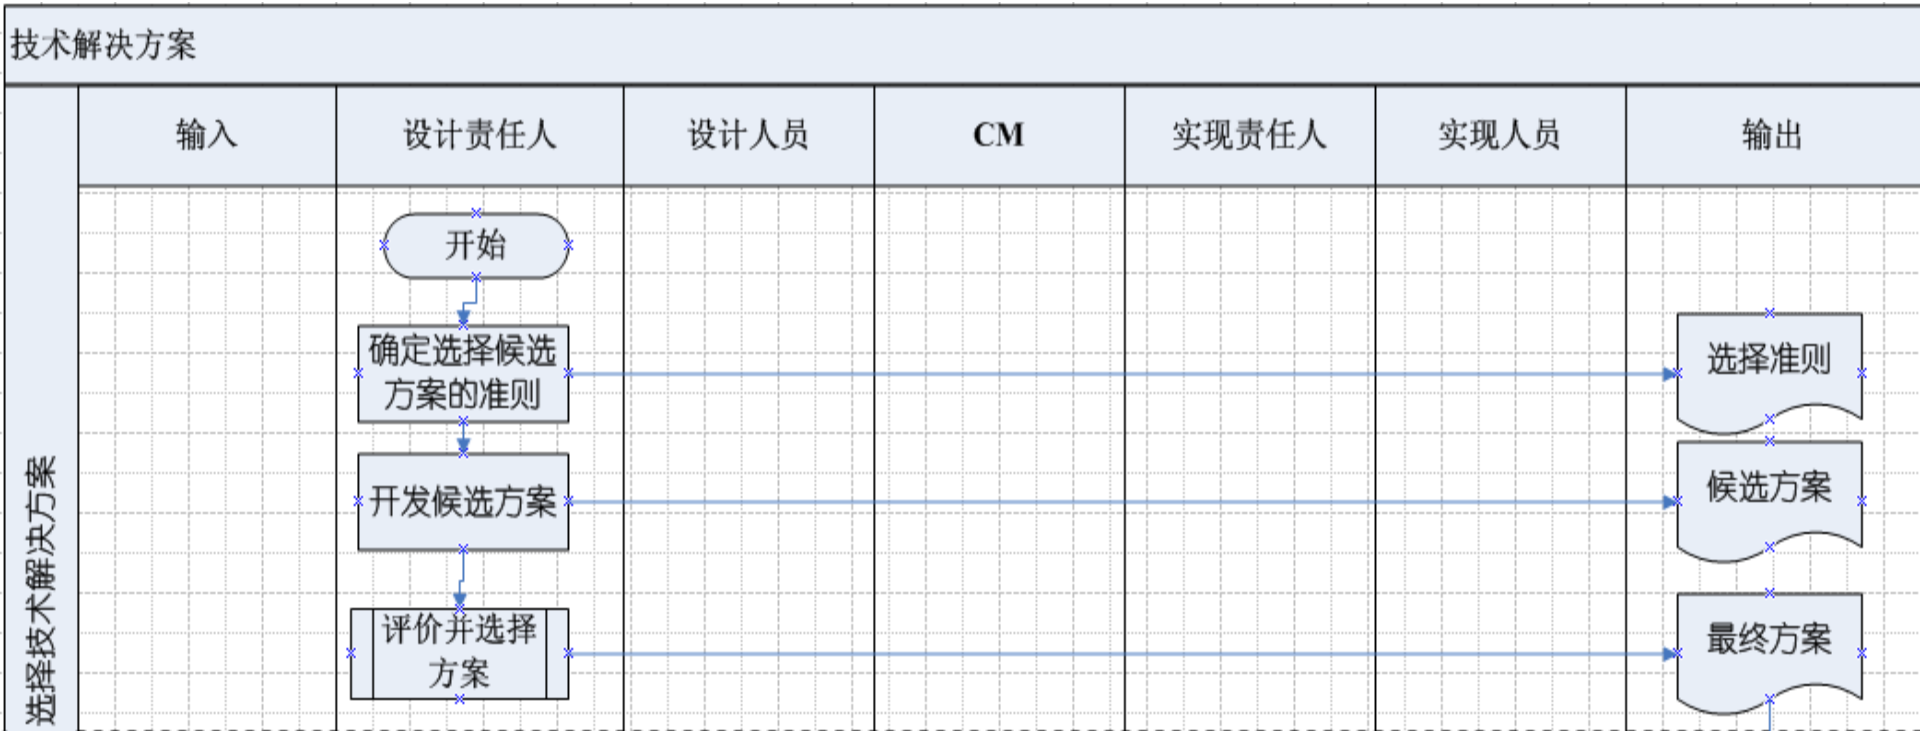 技术解决方案
输入
设计责任人
设计人员
CM
实现责任人
实现人员
输出
选择技术解决方案
开始
确定选择候选
方案的准则
选择准则
开发候选方案
候选方案
评价并选择
方案
最终方案